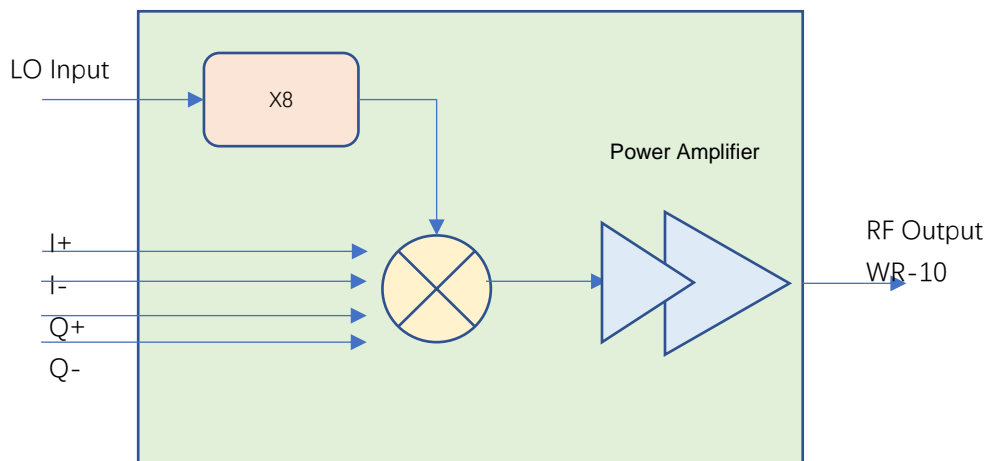 LO Input
X8
Power Amplifier
I+
I-
Q+
Q-
RF Output
WR-10